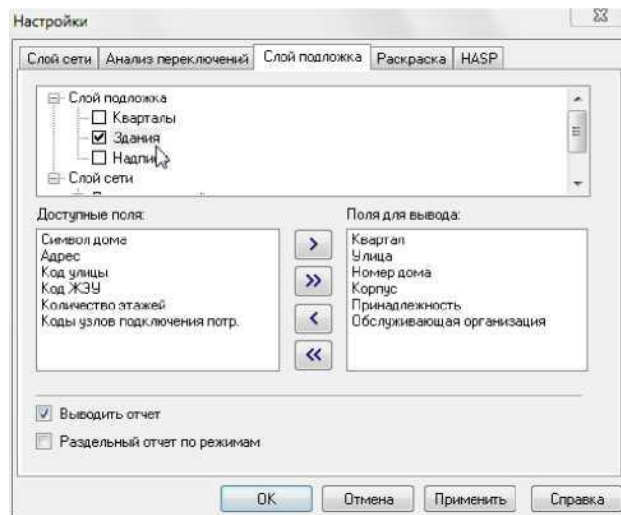 Настройки
Слой сети Анализ переключений Слой подложка Раскраска HASP
Слой подложка
Кварталы
Здания
Надпи
Слой сети
Доступные поля:
Символ дома
Адрес
Код улицы
Код ЖЭУ
Количество этажей
Коды узлов подключения потр.
>
>>
<
<<
Поля для вывода:
Квартал
Улица
Номер дома
Корпус
Принадлежность
Обслуживающая организация
Выводить отчет
Раздельный отчет по режимам
OK Отмена Применить Справка